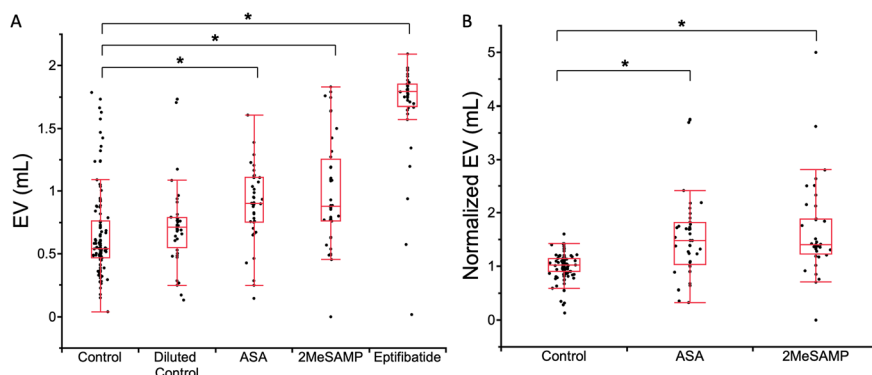 A
*
*
*
EV (mL)
2
1.5
1
0.5
0
Control
Diluted
Control
ASA
2MeSAMP
Eptifibatide
B
*
*
Normalized EV (mL)
5
4
3
2
1
0
Control
ASA
2MeSAMP